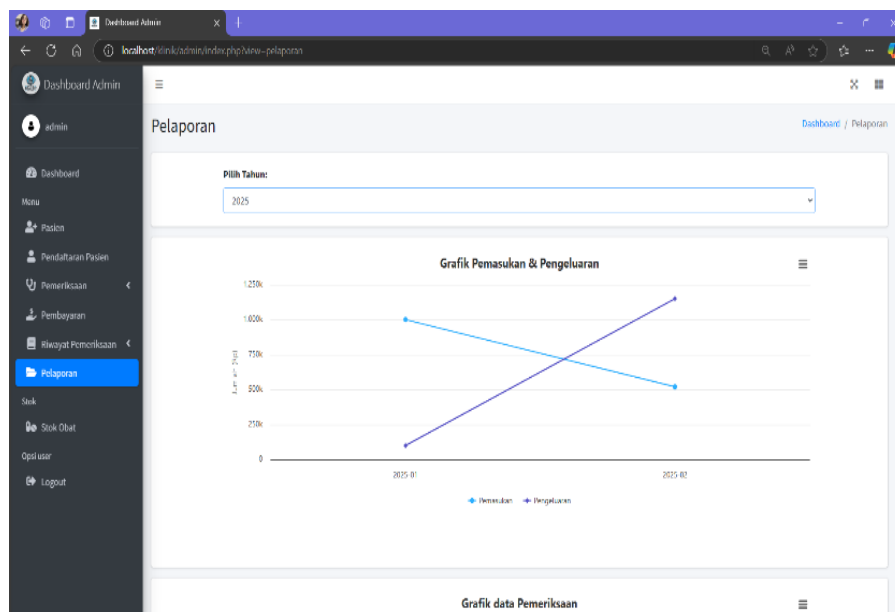 Dashboard Admin
localhost/klinik/admin/index.php?view=pelaporan
Dashboard Admin
admin
Dashboard
Menu
Pasien
Pendaftaran Pasien
Pemeriksaan
Pembayaran
Riwayat Pemeriksaan
Pelaporan
Stok
Stok Obat
Opsi user
Logout
Pelaporan
Dashboard / Pelaporan
Pilih Tahun:
2025
Grafik Pemasukan & Pengeluaran
1.250k
1.000k
750k
500k
250k
0
2025-01
2025-02
Pemasukan
Pengeluaran
Grafik data Pemeriksaan